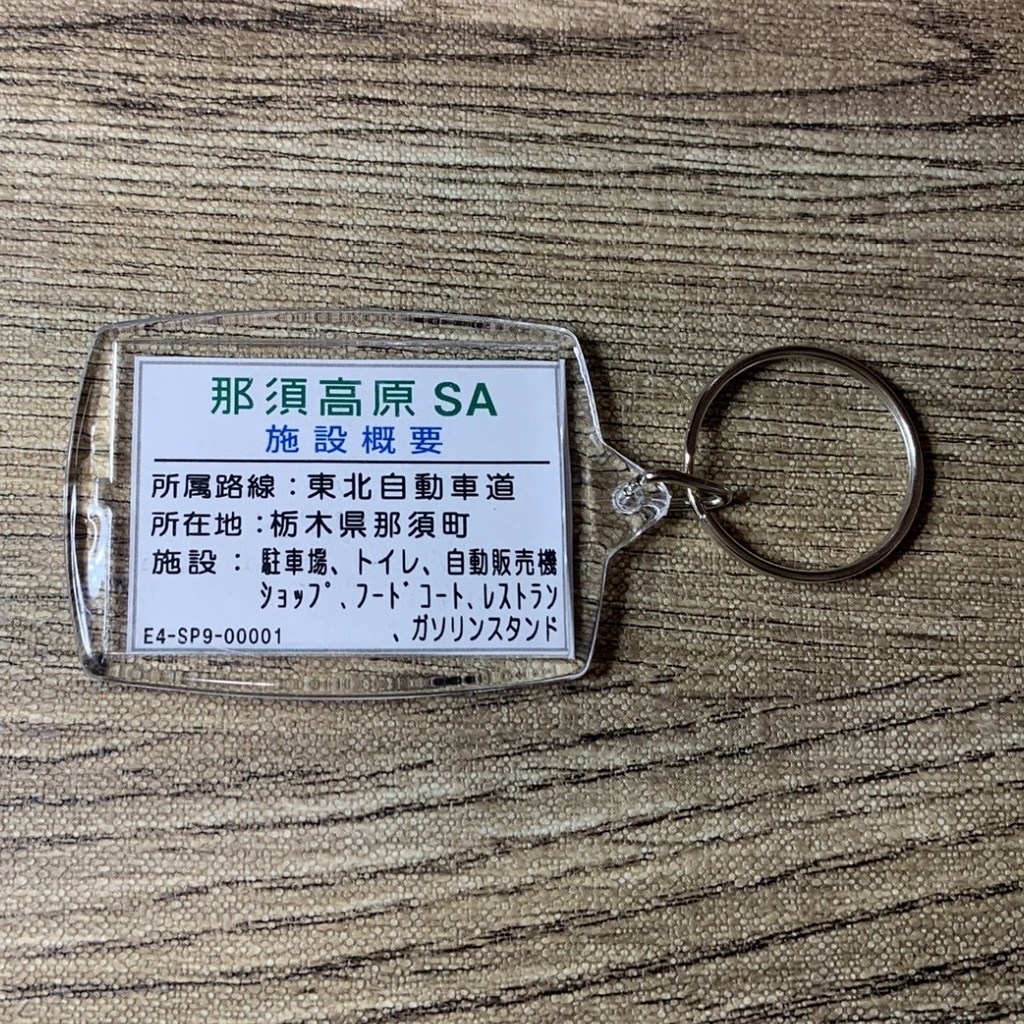 那須高原 SA
施設概要
所属路線：東北自動車道
所在地：栃木県那須町
施設：駐車場、トイレ、自動販売機
ｼｮｯﾌﾟ、ﾌｰﾄﾞｺｰﾄ、ﾚｽﾄﾗﾝ
、ガソリンスタンド
E4-SP9-00001